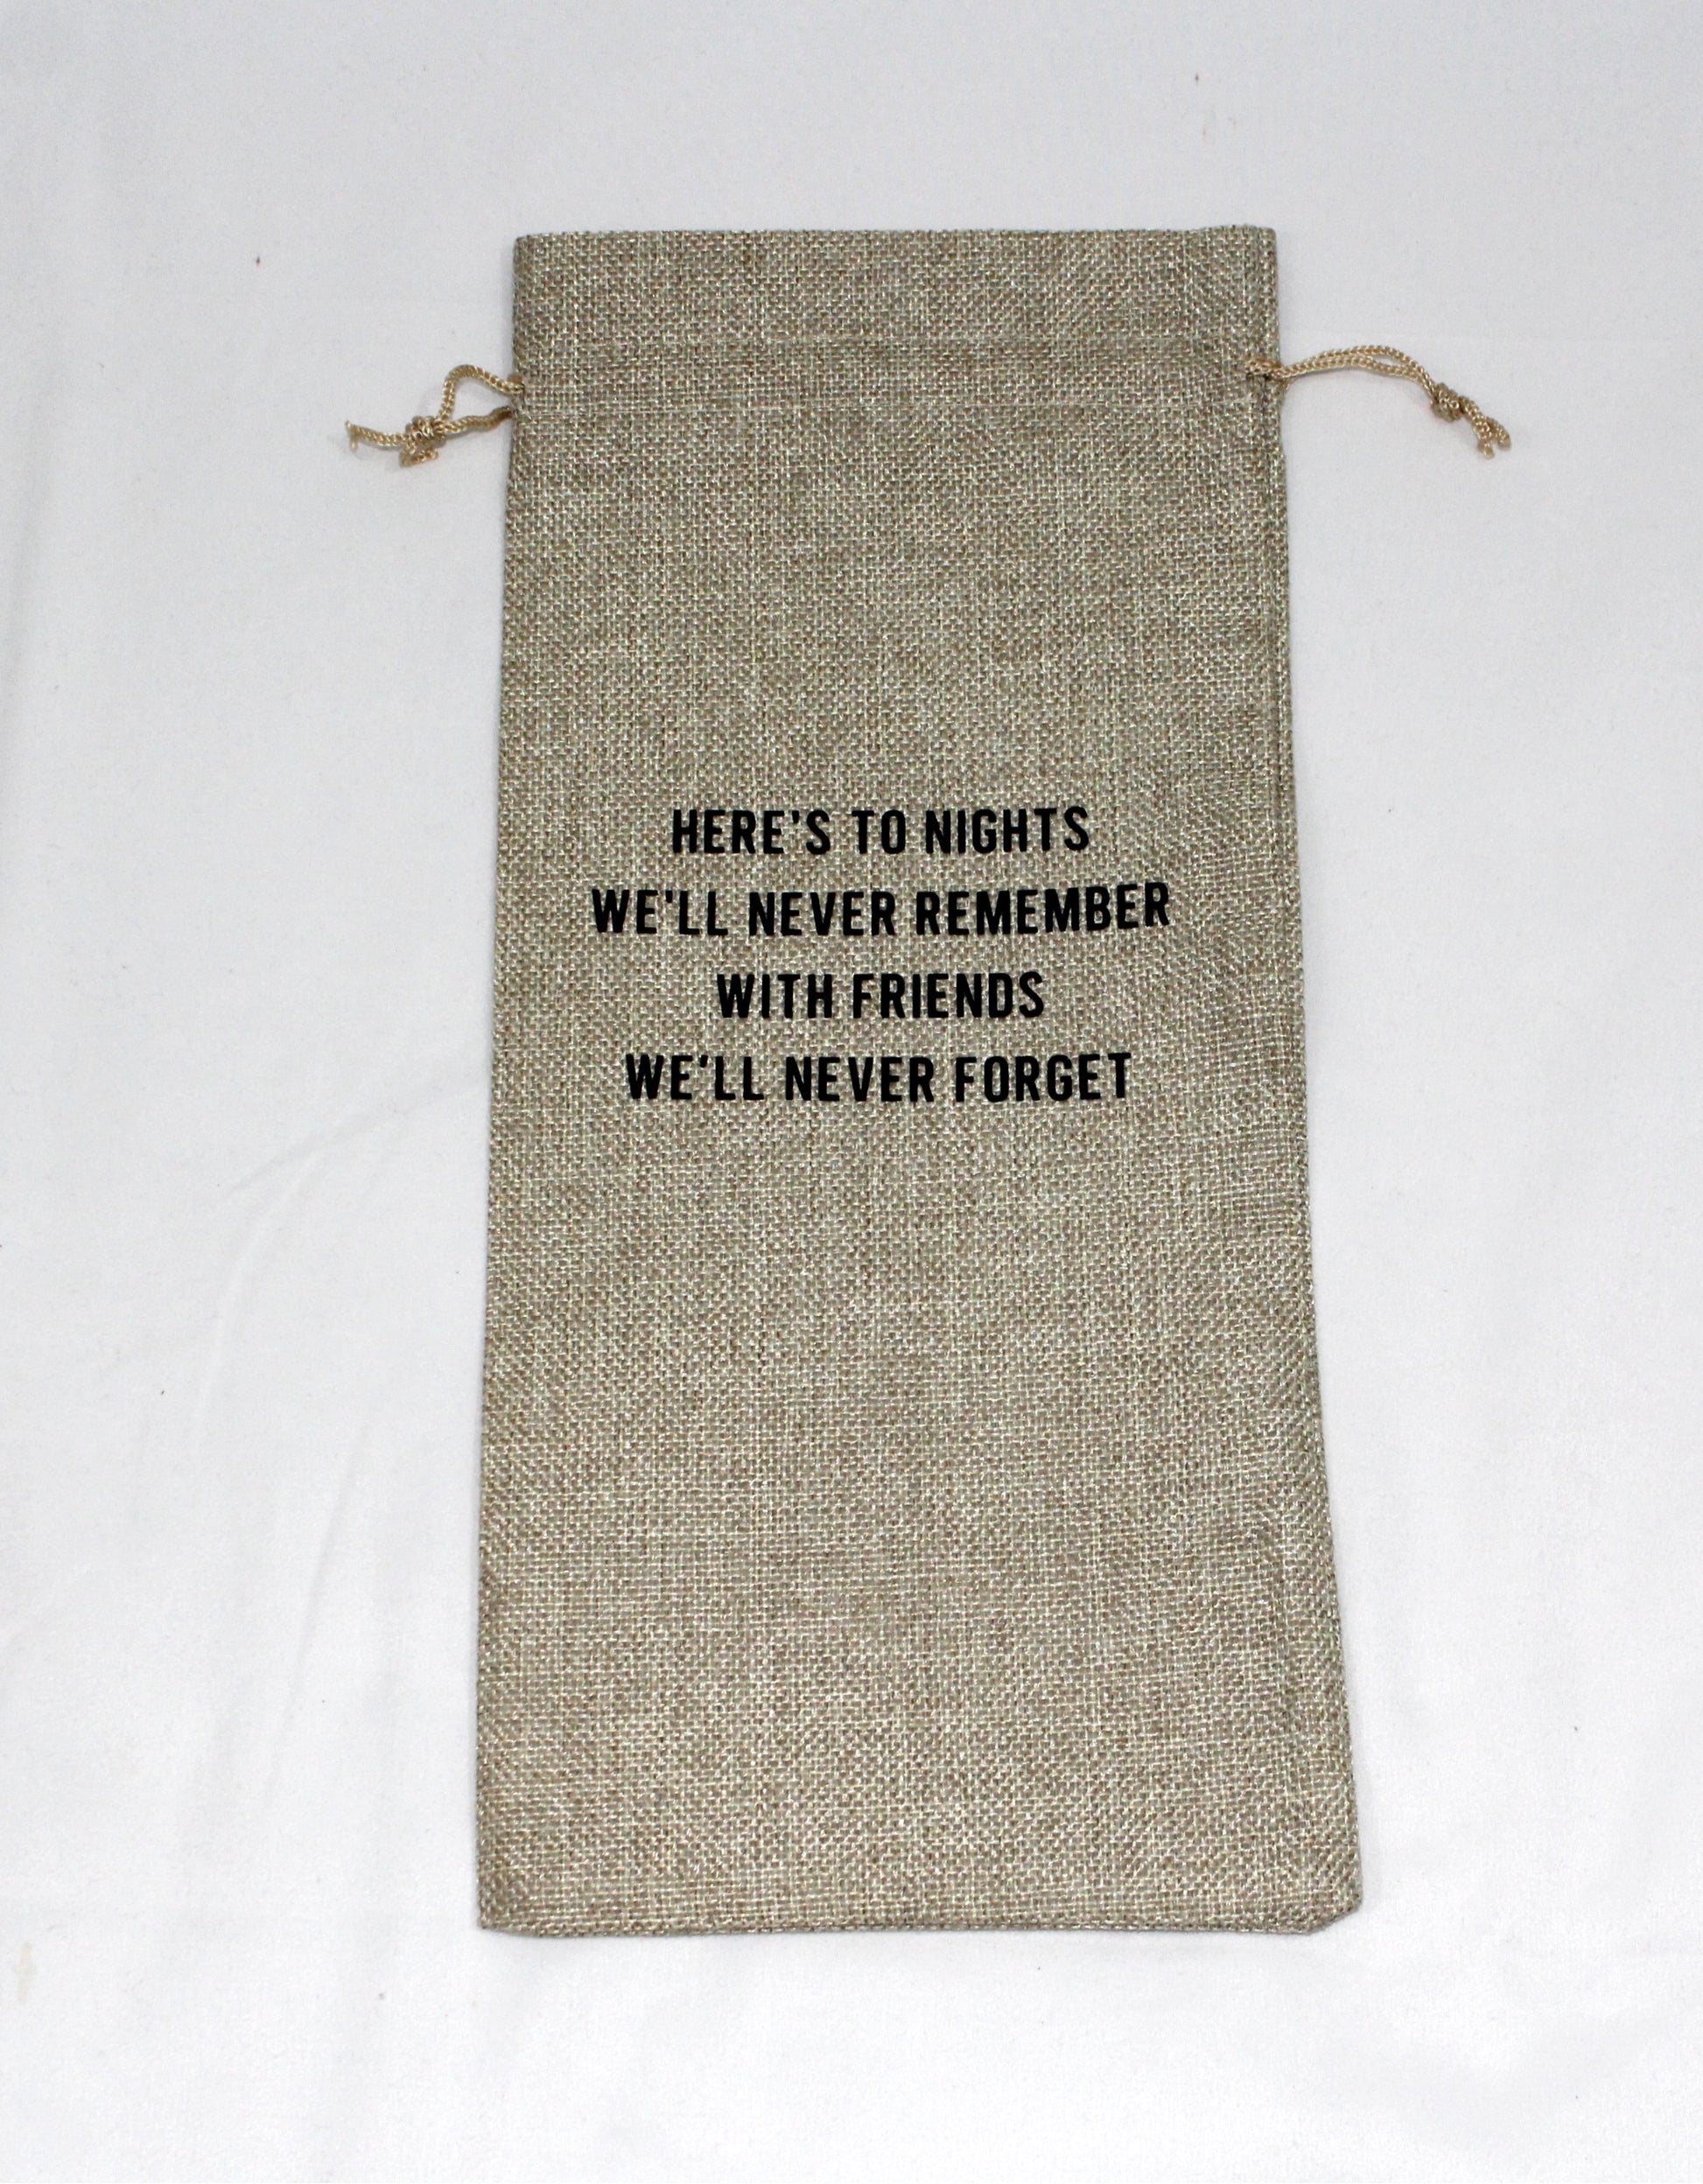 HERE'S TO NIGHTS
WE'LL NEVER REMEMBER
WITH FRIENDS
WE'LL NEVER FORGET